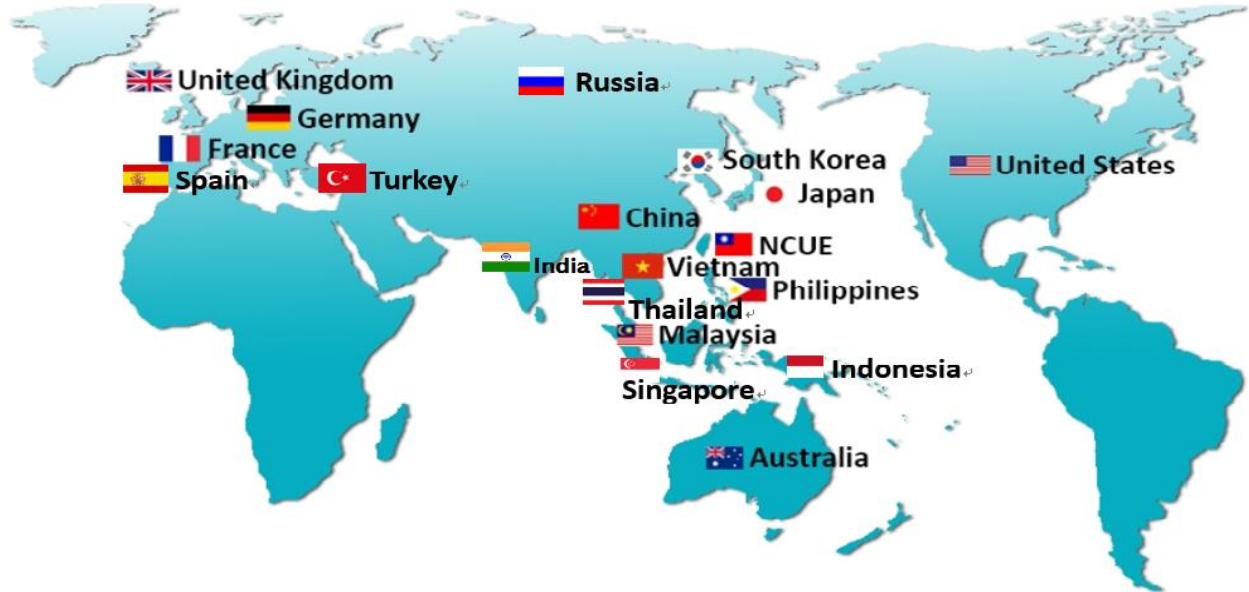 United Kingdom
Russia
Germany
France
South Korea
United States
Spain
Turkey
Japan
China
NCUE
India
Vietnam
Philippines
Thailand
Malaysia
Indonesia
Singapore
Australia